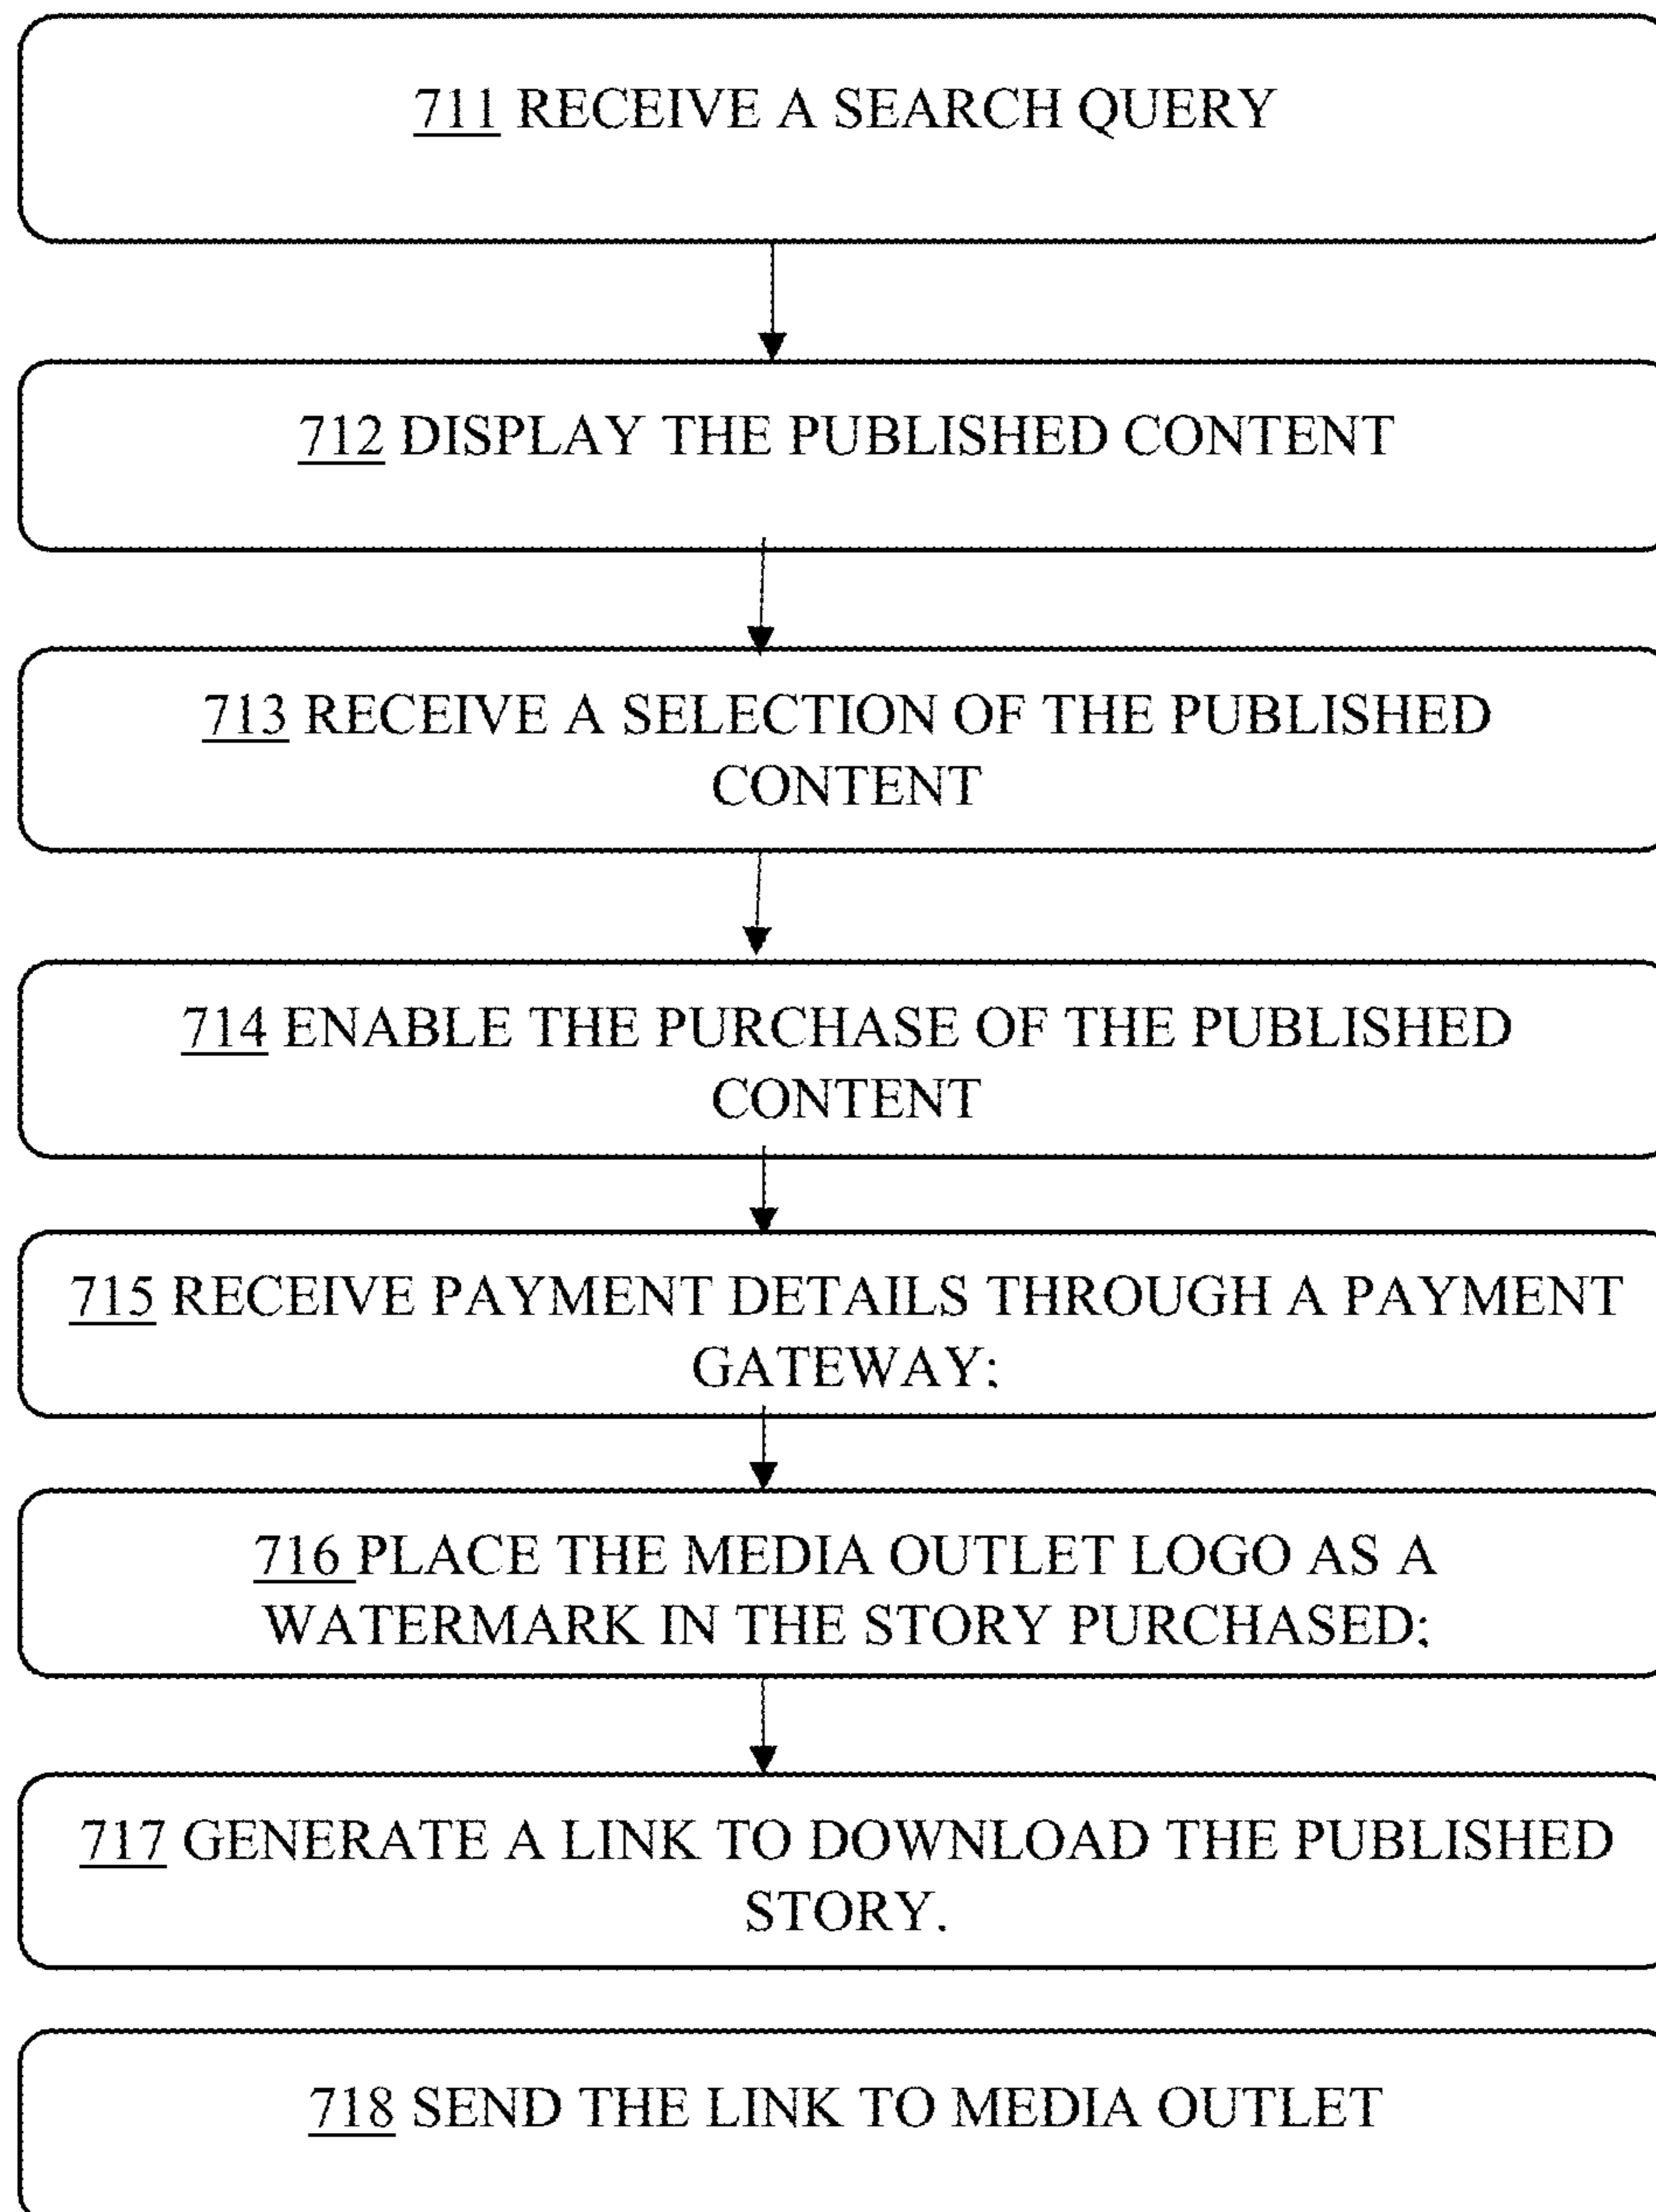 711 RECEIVE A SEARCH QUERY
712 DISPLAY THE PUBLISHED CONTENT
713 RECEIVE A SELECTION OF THE PUBLISHED
CONTENT
714 ENABLE THE PURCHASE OF THE PUBLISHED
CONTENT
715 RECEIVE PAYMENT DETAILS THROUGH A PAYMENT
GATEWAY;
716 PLACE THE MEDIA OUTLET LOGO AS A
WATERMARK IN THE STORY PURCHASED;
717 GENERATE A LINK TO DOWNLOAD THE PUBLISHED
STORY.
718 SEND THE LINK TO MEDIA OUTLET